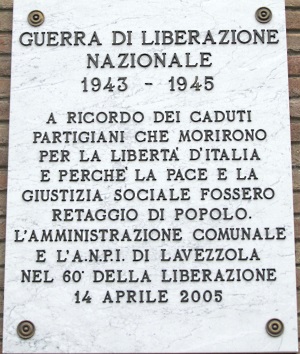 GUERRA DI LIBERAZIONE
NAZIONALE
1943 - 1945
A RICORDO DEI CADUTI
PARTIGIANI CHE MORIRONO
PER LA LIBERTA' D'ITALIA
E PERCHE' LA PACE E LA
GIUSTIZIA SOCIALE FOSSERO
RETAGGIO DI POPOLO.
L'AMMINISTRAZIONE COMUNALE
E L'A.N.P.I. DI LAVEZZOLA
NEL 60° DELLA LIBERAZIONE
14 APRILE 2005